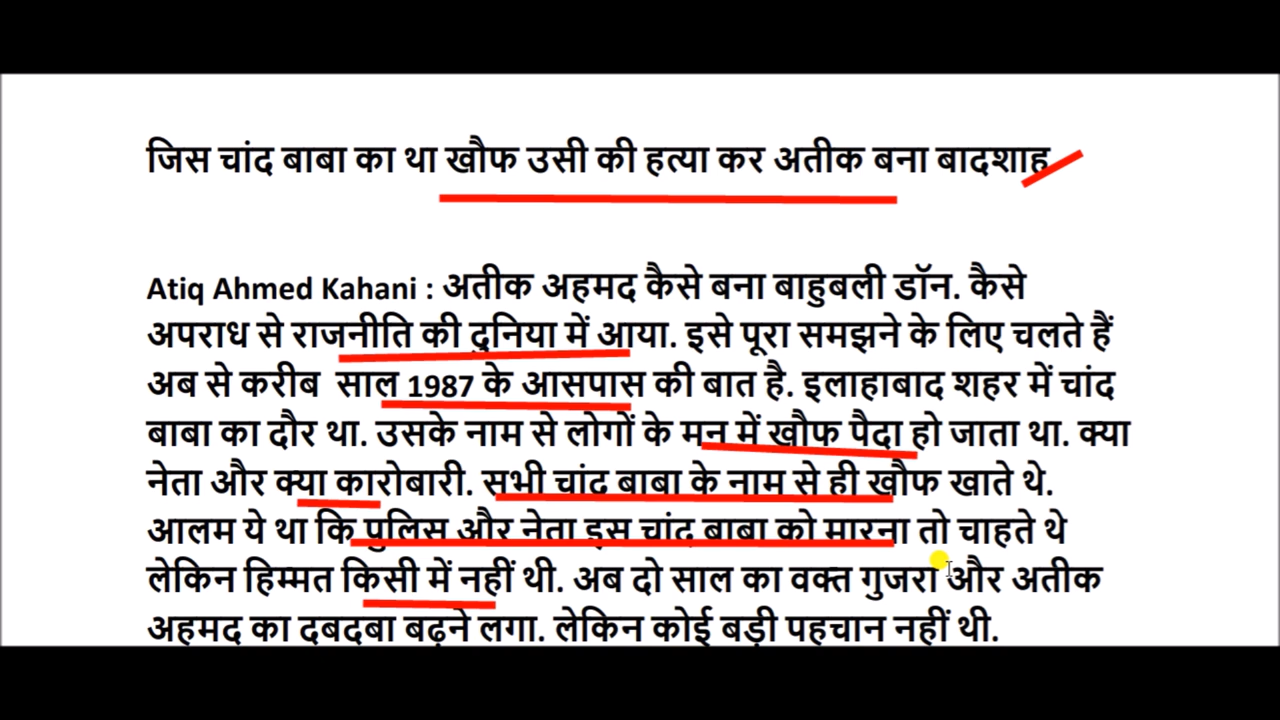 जिस चांद बाबा का था खौफ उसी की हत्या कर अतीक बना बादशाह
Atiq Ahmed Kahani : अतीक अहमद कैसे बना बाहुबली डॉन. कैसे
अपराध से राजनीति की दुनिया में आया. इसे पूरा समझने के लिए चलते हैं
अब से करीब साल 1987 के आसपास की बात है. इलाहाबाद शहर में चांद
बाबा का दौर था. उसके नाम से लोगों के मन में खौफ पैदा हो जाता था. क्या
नेता और क्या कारोबारी. सभी चांद बाबा के नाम से ही खौफ खाते थे.
आलम ये था कि पुलिस और नेता इस चांद बाबा को मारना तो चाहते थे
लेकिन हिम्मत किसी में नहीं थी. अब दो साल का वक्त गुजरा और अतीक
अहमद का दबदबा बढ़ने लगा. लेकिन कोई बड़ी पहचान नहीं थी.